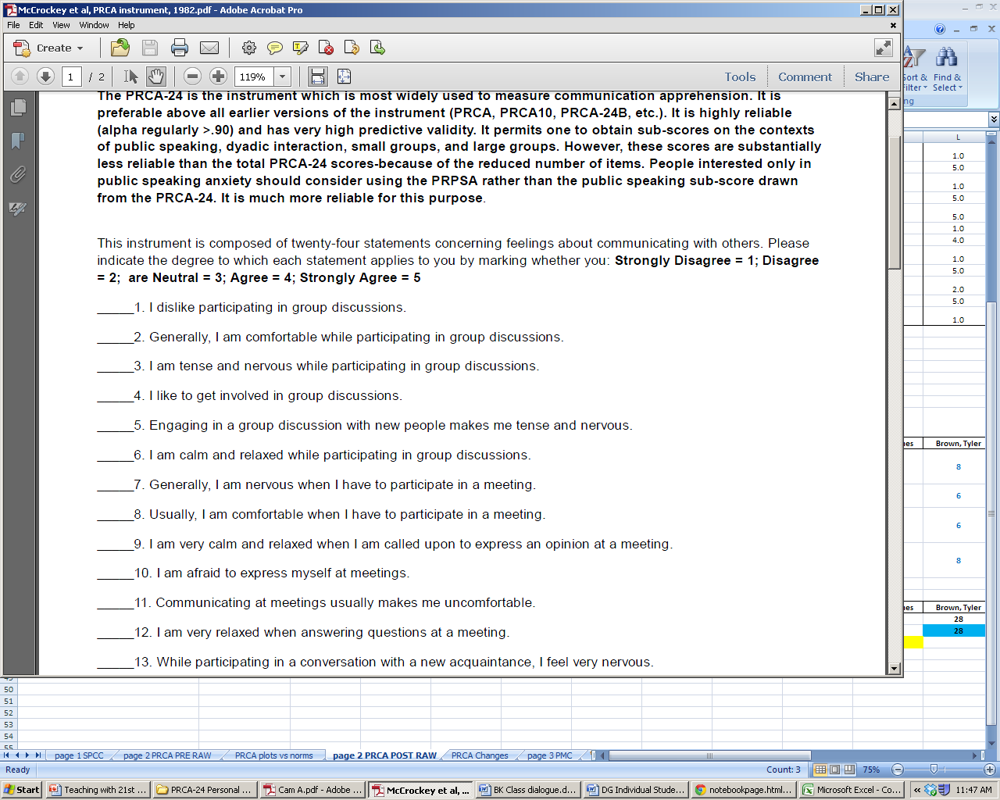 McCrockey et al, PRCA instrument, 1982.pdf - Adobe Acrobat Pro
File Edit View Window Help
Create
1 / 2 119% Tools Comment Share
Sort & Find &
Filter Select
The PRCA-24 is the instrument which is most widely used to measure communication apprehension. It is
preferable above all earlier versions of the instrument (PRCA, PRCA10, PRCA-24B, etc.). It is highly reliable
(alpha regularly >.90) and has very high predictive validity. It permits one to obtain sub-scores on the contexts
of public speaking, dyadic interaction, small groups, and large groups. However, these scores are substantially
less reliable than the total PRCA-24 scores-because of the reduced number of items. People interested only in
public speaking anxiety should consider using the PRPSA rather than the public speaking sub-score drawn
from the PRCA-24. It is much more reliable for this purpose.
This instrument is composed of twenty-four statements concerning feelings about communicating with others. Please
indicate the degree to which each statement applies to you by marking whether you: Strongly Disagree = 1; Disagree
= 2; are Neutral = 3; Agree = 4; Strongly Agree = 5
_____1. I dislike participating in group discussions.
_____2. Generally, I am comfortable while participating in group discussions.
_____3. I am tense and nervous while participating in group discussions.
_____4. I like to get involved in group discussions.
_____5. Engaging in a group discussion with new people makes me tense and nervous.
_____6. I am calm and relaxed while participating in group discussions.
_____7. Generally, I am nervous when I have to participate in a meeting.
_____8. Usually, I am comfortable when I have to participate in a meeting.
_____9. I am very calm and relaxed when I am called upon to express an opinion at a meeting.
_____10. I am afraid to express myself at meetings.
_____11. Communicating at meetings usually makes me uncomfortable.
_____12. I am very relaxed when answering questions at a meeting.
_____13. While participating in a conversation with a new acquaintance, I feel very nervous.
L
1.0
5.0
1.0
5.0
5.0
1.0
4.0
1.0
5.0
2.0
5.0
1.0
Brown, Tyler
8
6
6
8
Brown, Tyler
28
28
50
51
52
53
54
55
page 1 SPCC page 2 PRCA PRE RAW PRCA plots vs norms page 2 PRCA POST RAW PRCA Changes page 3 PMC
Ready Count: 3 75%
Start Teaching with 21st ... PRCA-24 Personal ... Cam A.pdf - Adobe ... McCrockey et al, ... BK Class dialogue.d... DG Individual Stude... notebookpage.html... Microsoft Excel - Co... 11:47 AM